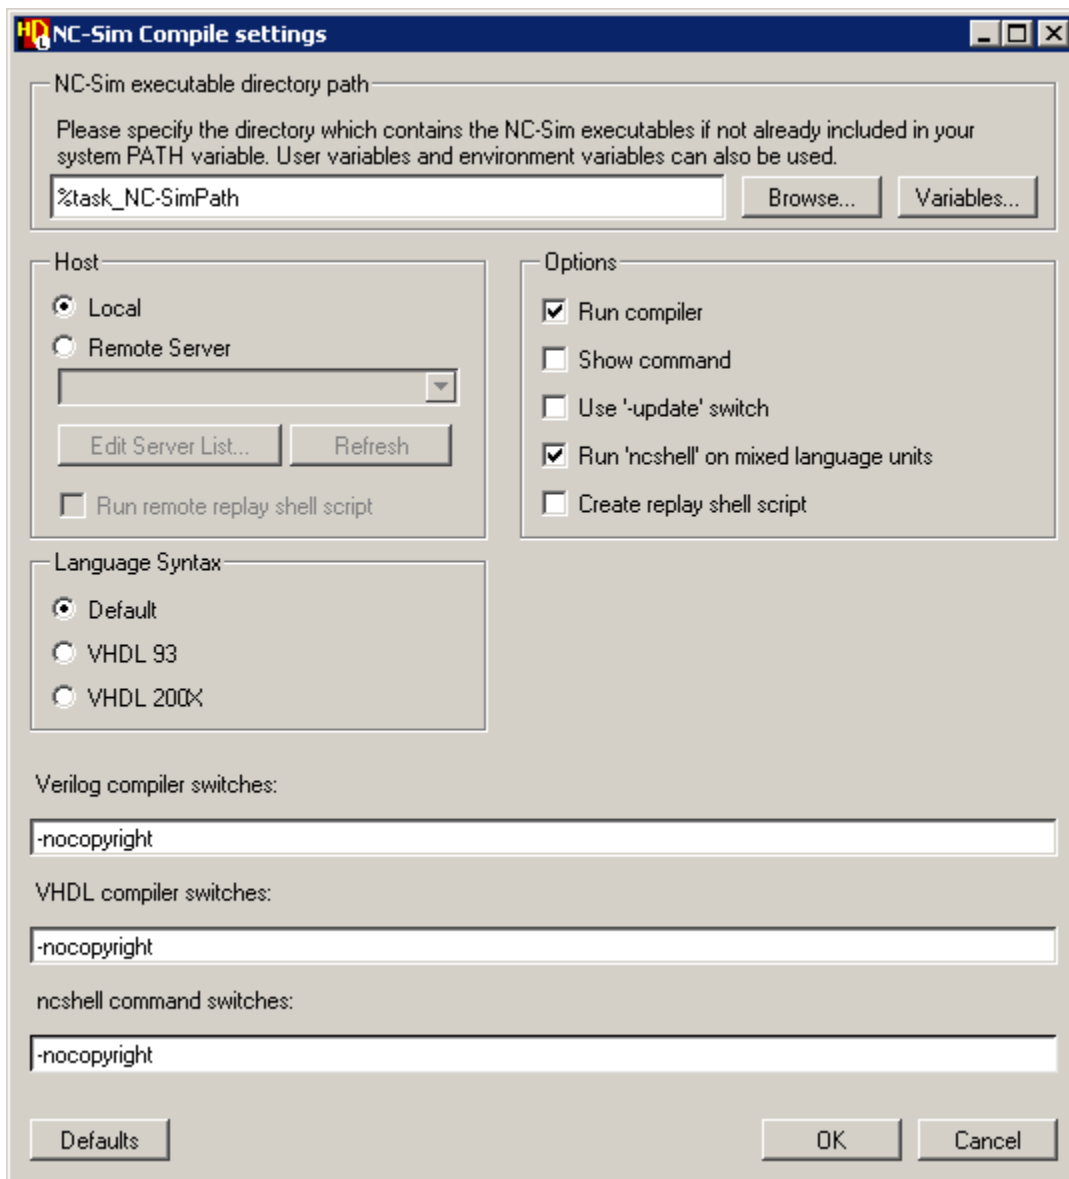 HDL NC-Sim Compile settings
NC-Sim executable directory path
Please specify the directory which contains the NC-Sim executables if not already included in your
system PATH variable. User variables and environment variables can also be used.
%task_NC-SimPath Browse... Variables...
Host
Local
Remote Server
Edit Server List... Refresh
Run remote replay shell script
Options
Run compiler
Show command
Use '-update' switch
Run 'ncshell' on mixed language units
Create replay shell script
Language Syntax
Default
VHDL 93
VHDL 200X
Verilog compiler switches:
-nocopyright
VHDL compiler switches:
-nocopyright
ncshell command switches:
-nocopyright
Defaults OK Cancel